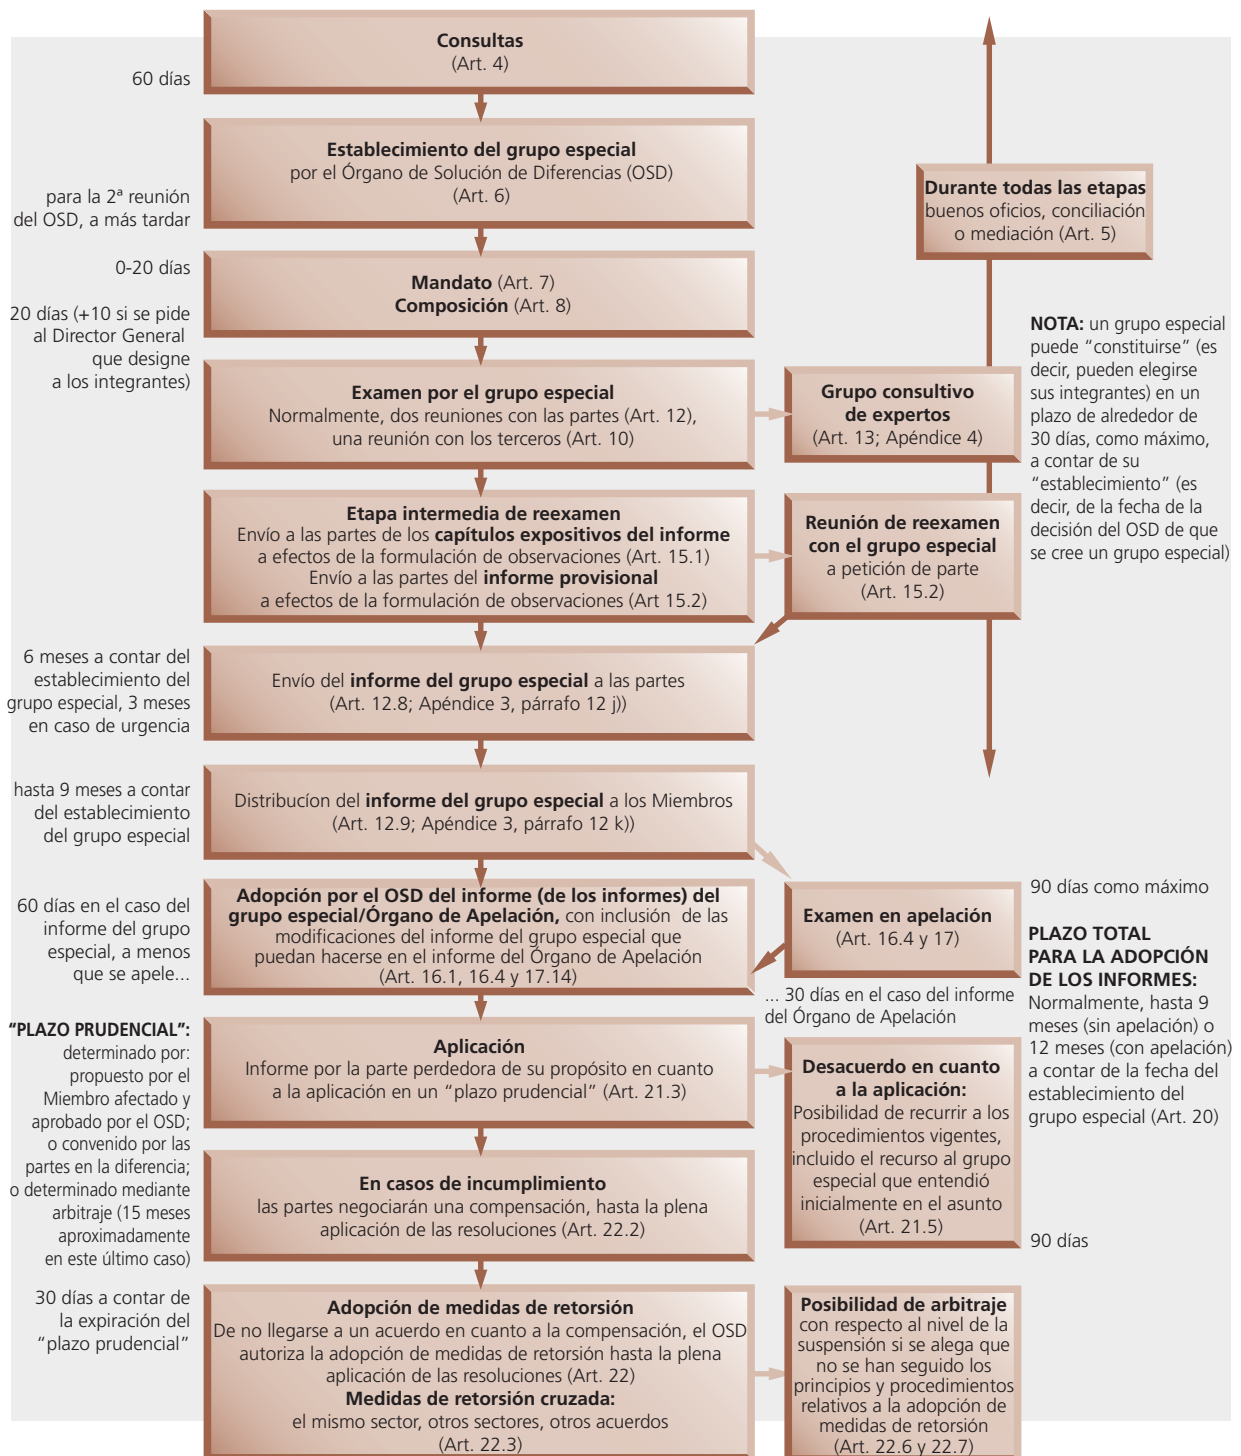 Consultas
(Art. 4)
60 días
Establecimiento del grupo especial
por el Órgano de Solución de Diferencias (OSD)
(Art. 6)
para la 2ª reunión
del OSD, a más tardar
Durante todas las etapas
buenos oficios, conciliación
o mediación (Art. 5)
0-20 días
Mandato (Art. 7)
Composición (Art. 8)
20 días (+10 si se pide
al Director General
que designe
a los integrantes)
Examen por el grupo especial
Normalmente, dos reuniones con las partes (Art. 12),
una reunión con los terceros (Art. 10)
Grupo consultivo
de expertos
(Art. 13; Apéndice 4)
NOTA: un grupo especial
puede “constituirse” (es
decir, pueden elegirse
sus integrantes) en un
plazo de alrededor de
30 días, como máximo,
a contar de su
“establecimiento” (es
decir, de la fecha de la
decisión del OSD de que
se cree un grupo especial)
Etapa intermedia de reexamen
Envío a las partes de los capítulos expositivos del informe
a efectos de la formulación de observaciones (Art. 15.1)
Envío a las partes del informe provisional
a efectos de la formulación de observaciones (Art 15.2)
Reunión de reexamen
con el grupo especial
a petición de parte
(Art. 15.2)
6 meses a contar del
establecimiento del
grupo especial, 3 meses
en caso de urgencia
Envío del informe del grupo especial a las partes
(Art. 12.8; Apéndice 3, párrafo 12 j))
hasta 9 meses a contar
del establecimiento
del grupo especial
Distribucíon del informe del grupo especial a los Miembros
(Art. 12.9; Apéndice 3, párrafo 12 k))
60 días en el caso del
informe del grupo
especial, a menos
que se apele...
Adopción por el OSD del informe (de los informes) del
grupo especial/Órgano de Apelación, con inclusión de las
modificaciones del informe del grupo especial que
puedan hacerse en el informe del Órgano de Apelación
(Art. 16.1, 16.4 y 17.14)
Examen en apelación
(Art. 16.4 y 17)
90 días como máximo
... 30 días en el caso del informe
del Órgano de Apelación
PLAZO TOTAL
PARA LA ADOPCIÓN
DE LOS INFORMES:
Normalmente, hasta 9
meses (sin apelación) o
12 meses (con apelación)
a contar de la fecha del
establecimiento del
grupo especial (Art. 20)
“PLAZO PRUDENCIAL”:
determinado por:
propuesto por el
Miembro afectado y
aprobado por el OSD;
o convenido por las
partes en la diferencia;
o determinado mediante
arbitraje (15 meses
aproximadamente
en este último caso)
Aplicación
Informe por la parte perdedora de su propósito en cuanto
a la aplicación en un “plazo prudencial” (Art. 21.3)
Desacuerdo en cuanto
a la aplicación:
Posibilidad de recurrir a los
procedimientos vigentes,
incluido el recurso al grupo
especial que entendió
inicialmente en el asunto
(Art. 21.5)
90 días
En casos de incumplimiento
las partes negociarán una compensación, hasta la plena
aplicación de las resoluciones (Art. 22.2)
30 días a contar de
la expiración del
“plazo prudencial”
Adopción de medidas de retorsión
De no llegarse a un acuerdo en cuanto a la compensación, el OSD
autoriza la adopción de medidas de retorsión hasta la plena
aplicación de las resoluciones (Art. 22)
Medidas de retorsión cruzada:
el mismo sector, otros sectores, otros acuerdos
(Art. 22.3)
Posibilidad de arbitraje
con respecto al nivel de la
suspensión si se alega que
no se han seguido los
principios y procedimientos
relativos a la adopción de
medidas de retorsión
(Art. 22.6 y 22.7)